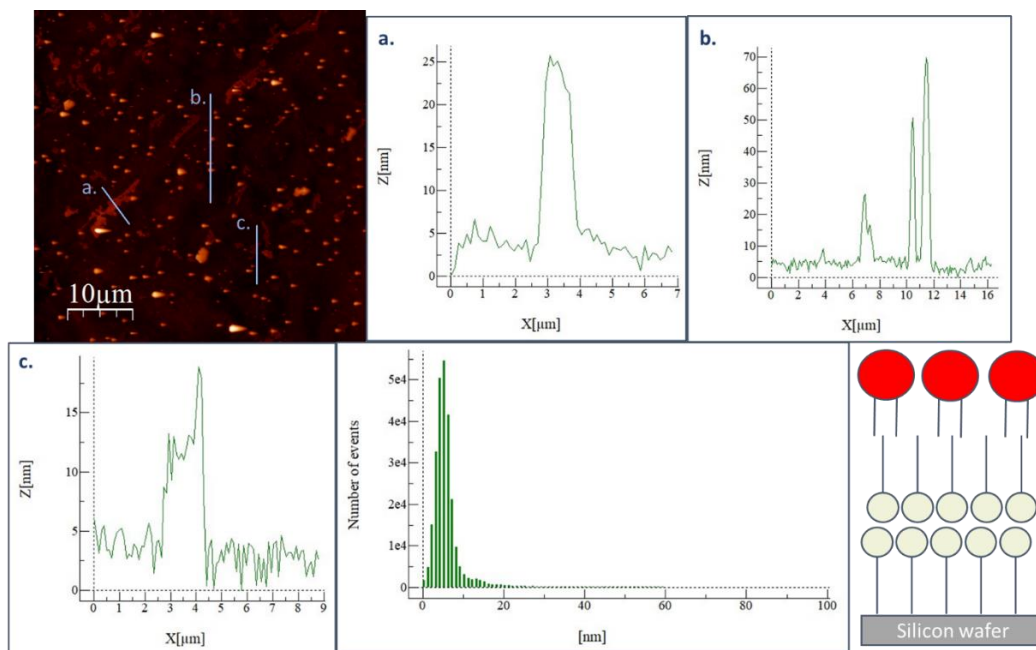 a.
b.
c.
10µm
a.
Z[nm]
25
20
15
10
5
0
0 1 2 3 4 5 6 7
X[µm]
b.
Z[nm]
70
60
50
40
30
20
10
0
0 2 4 6 8 10 12 14 16
X[µm]
c.
Z[nm]
15
10
5
0
0 1 2 3 4 5 6 7 8 9
X[µm]
Number of events
5e4
4e4
3e4
2e4
1e4
0
0 20 40 60 80 100
[nm]
Silicon wafer